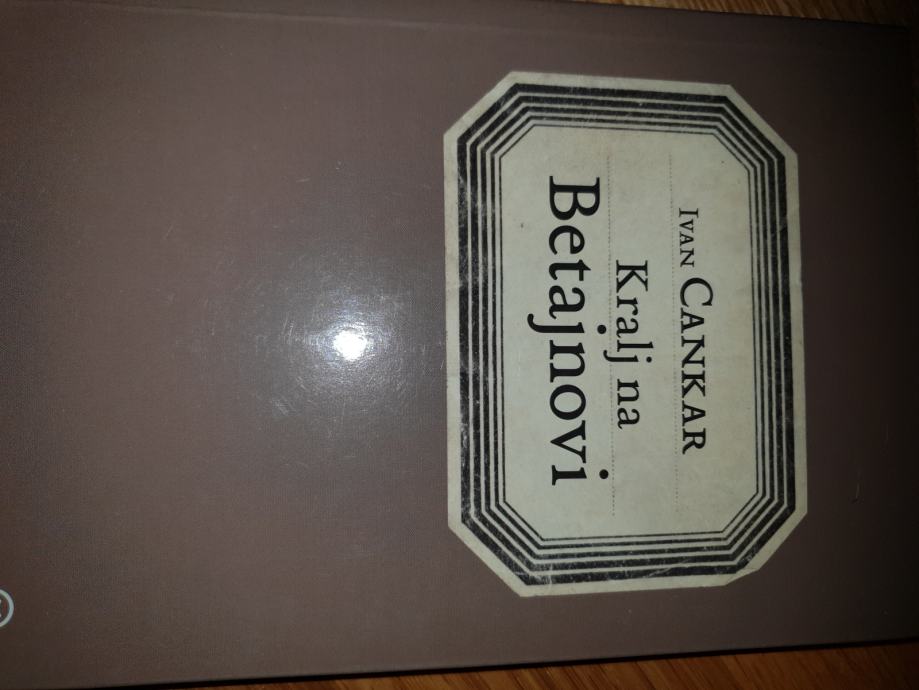 Ivan Cankar
Kralj na
Betajnovi